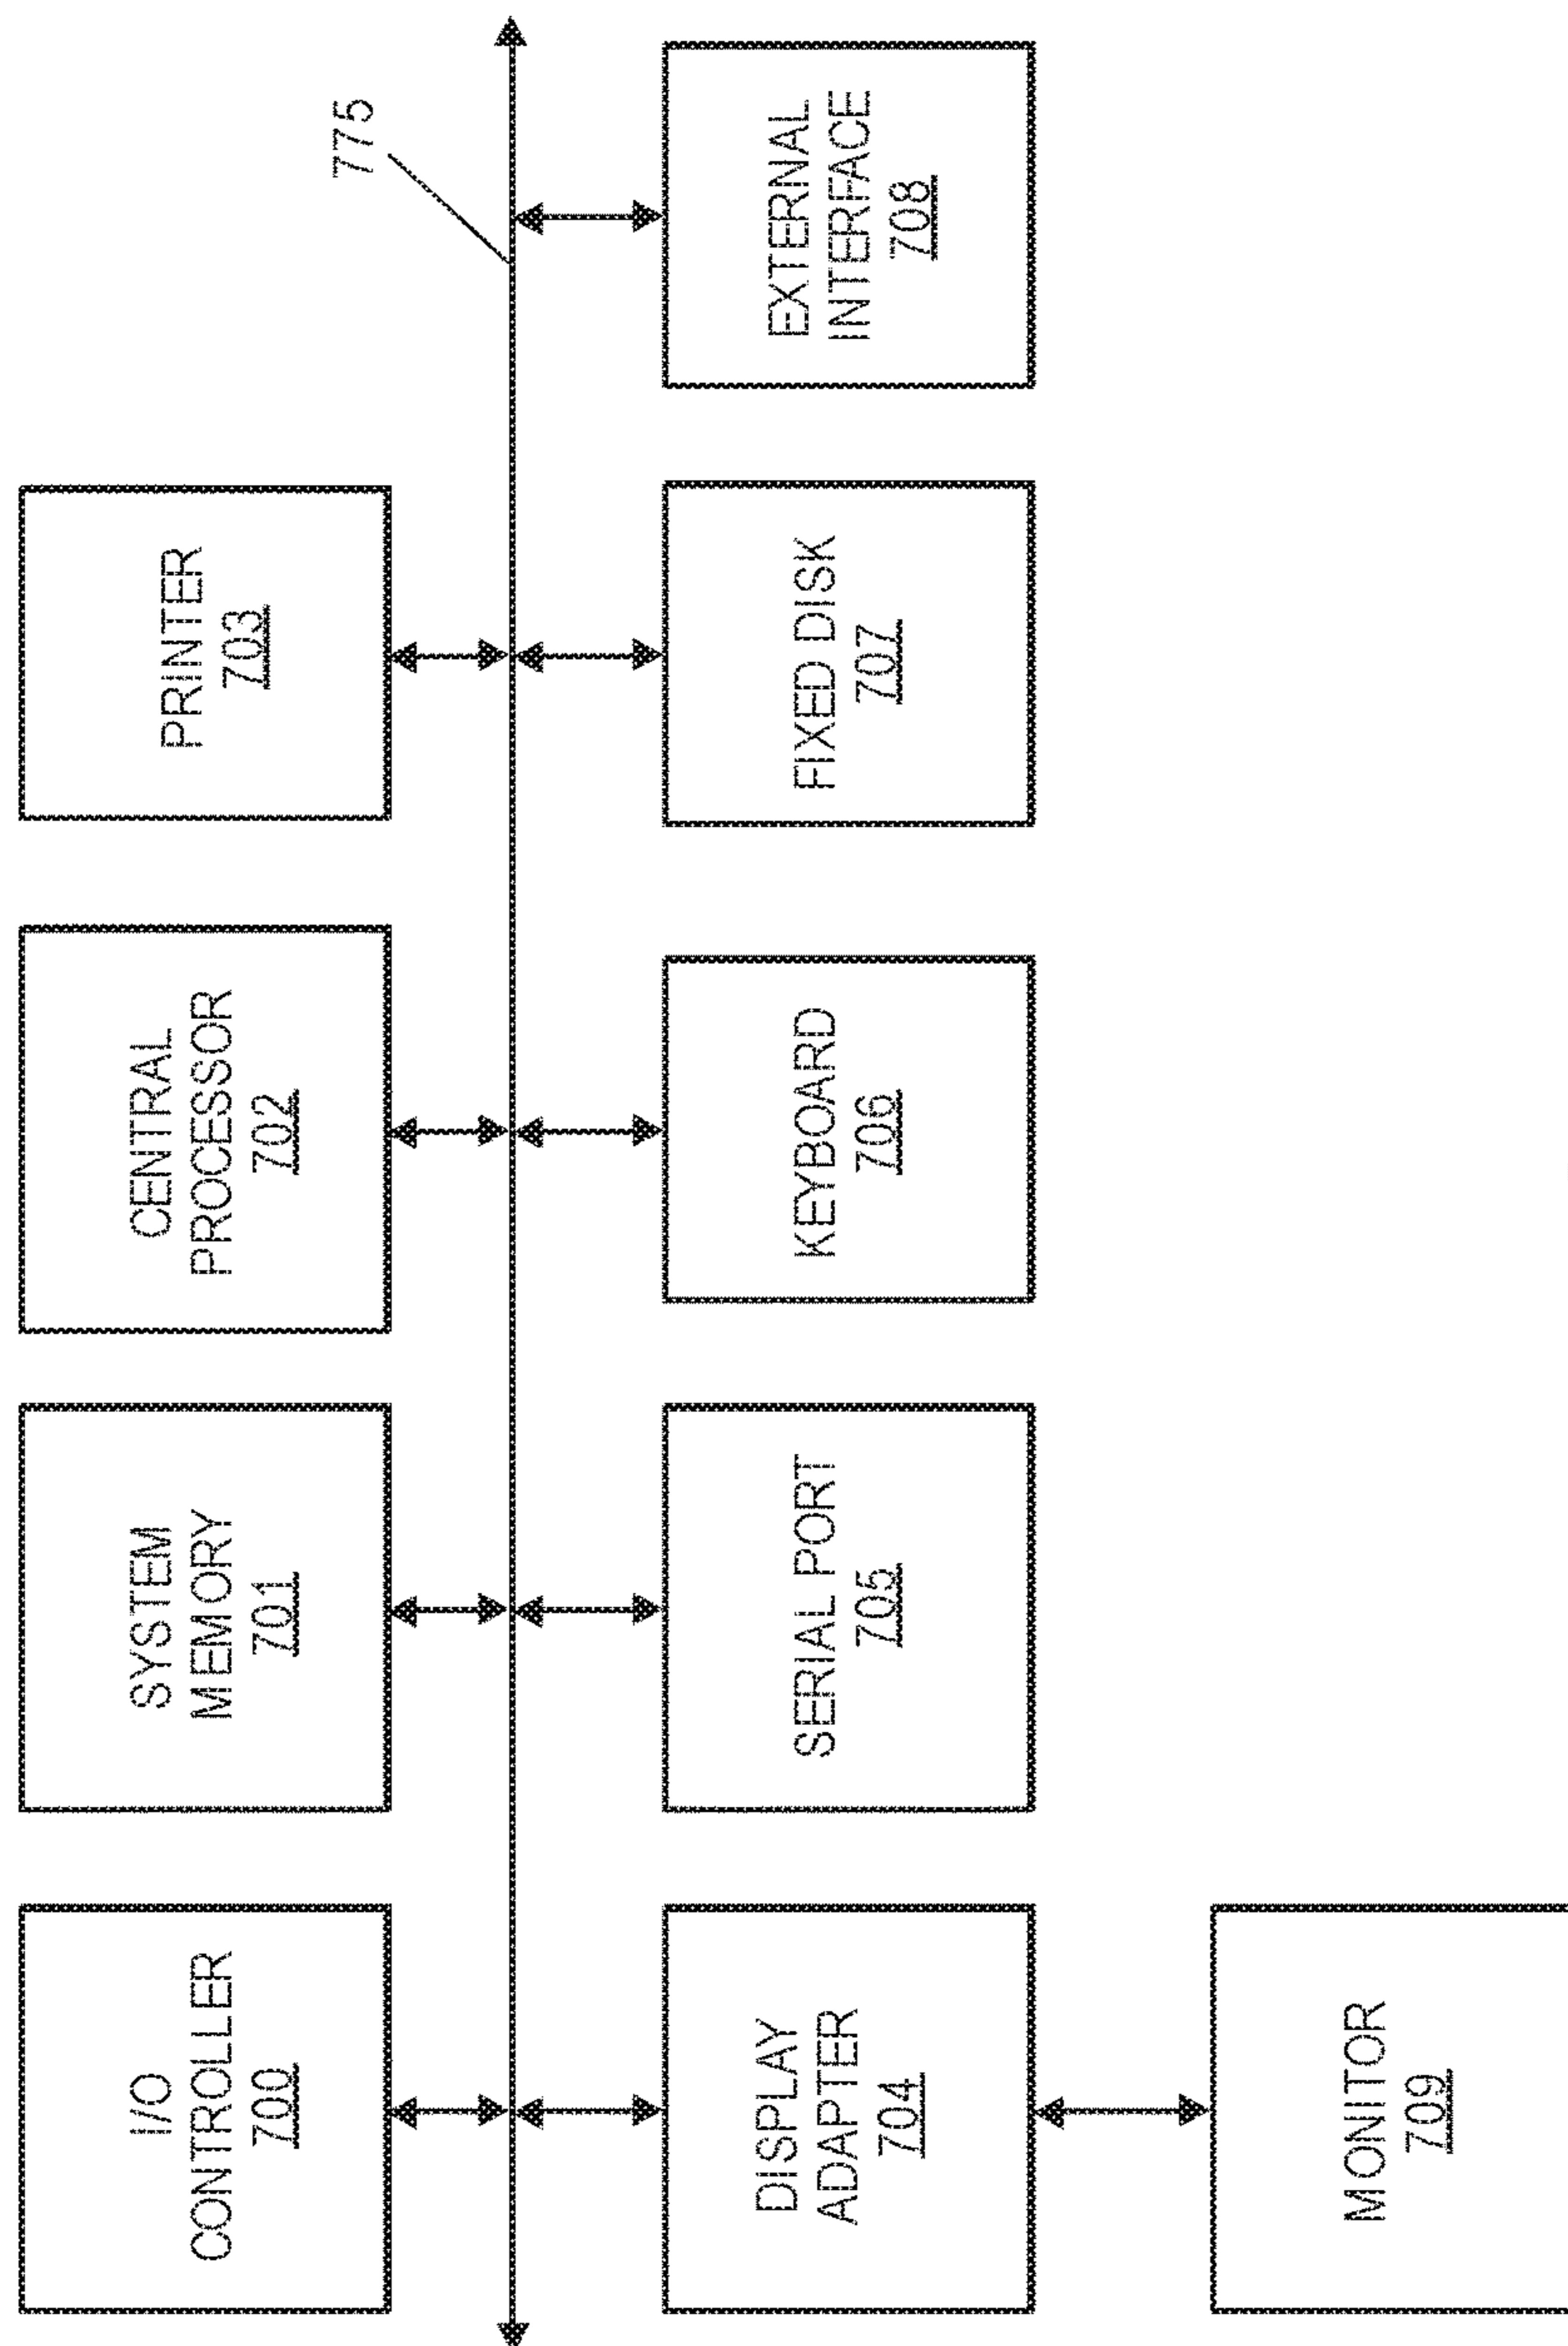 I/O
CONTROLLER
700
SYSTEM
MEMORY
701
CENTRAL
PROCESSOR
702
PRINTER
703
775
DISPLAY
ADAPTER
704
SERIAL PORT
705
KEYBOARD
706
FIXED DISK
707
EXTERNAL
INTERFACE
708
MONITOR
709